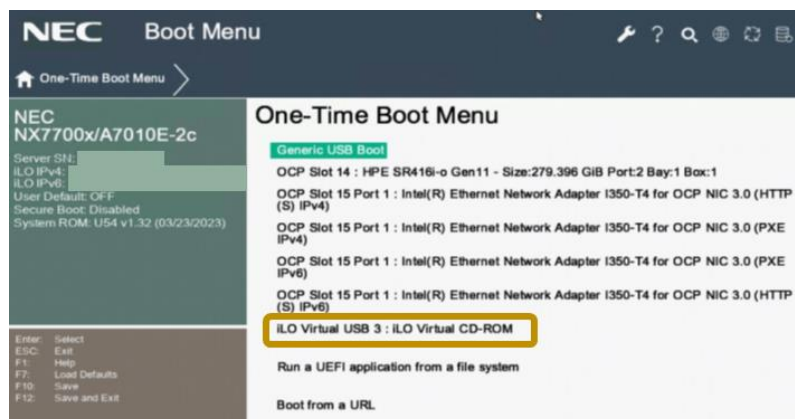 NEC Boot Menu
One-Time Boot Menu
NEC
NX7700x/A7010E-2c
Server SN:
iLO IPv4:
iLO IPv6:
User Default: OFF
Secure Boot: Disabled
System ROM: U54 v1.32 (03/23/2023)
Enter: Select
ESC: Exit
F1: Help
F7: Load Defaults
F10: Save
F12: Save and Exit
One-Time Boot Menu
Generic USB Boot
OCP Slot 14 : HPE SR416i-o Gen11 - Size:279.396 GiB Port:2 Bay:1 Box:1
OCP Slot 15 Port 1 : Intel(R) Ethernet Network Adapter I350-T4 for OCP NIC 3.0 (HTTP
(S) IPv4)
OCP Slot 15 Port 1 : Intel(R) Ethernet Network Adapter I350-T4 for OCP NIC 3.0 (PXE
IPv4)
OCP Slot 15 Port 1 : Intel(R) Ethernet Network Adapter I350-T4 for OCP NIC 3.0 (PXE
IPv6)
OCP Slot 15 Port 1 : Intel(R) Ethernet Network Adapter I350-T4 for OCP NIC 3.0 (HTTP
(S) IPv6)
iLO Virtual USB 3 : iLO Virtual CD-ROM
Run a UEFI application from a file system
Boot from a URL